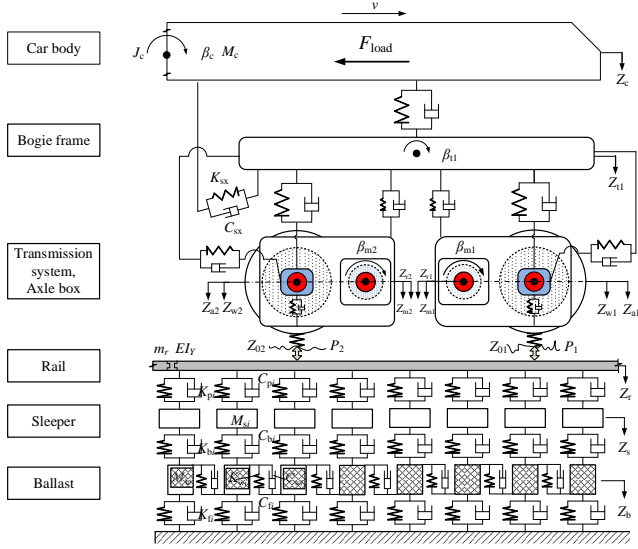 v
Car body
J_c
β_c M_c
F_load
Z_c
Bogie frame
β_t1
Z_t1
K_sx
C_sx
Transmission
system,
Axle box
β_m2
β_m1
Z_r2
Z_r1
Z_a2
Z_w2
Z_m2
Z_m1
Z_w1
Z_a1
m_r EI_Y
Z_02
P_2
Z_01
P_1
Rail
Z_r
K_pi
C_pi
Sleeper
M_si
Z_s
K_bi
C_bi
Ballast
Z_b
K_fi
C_fi